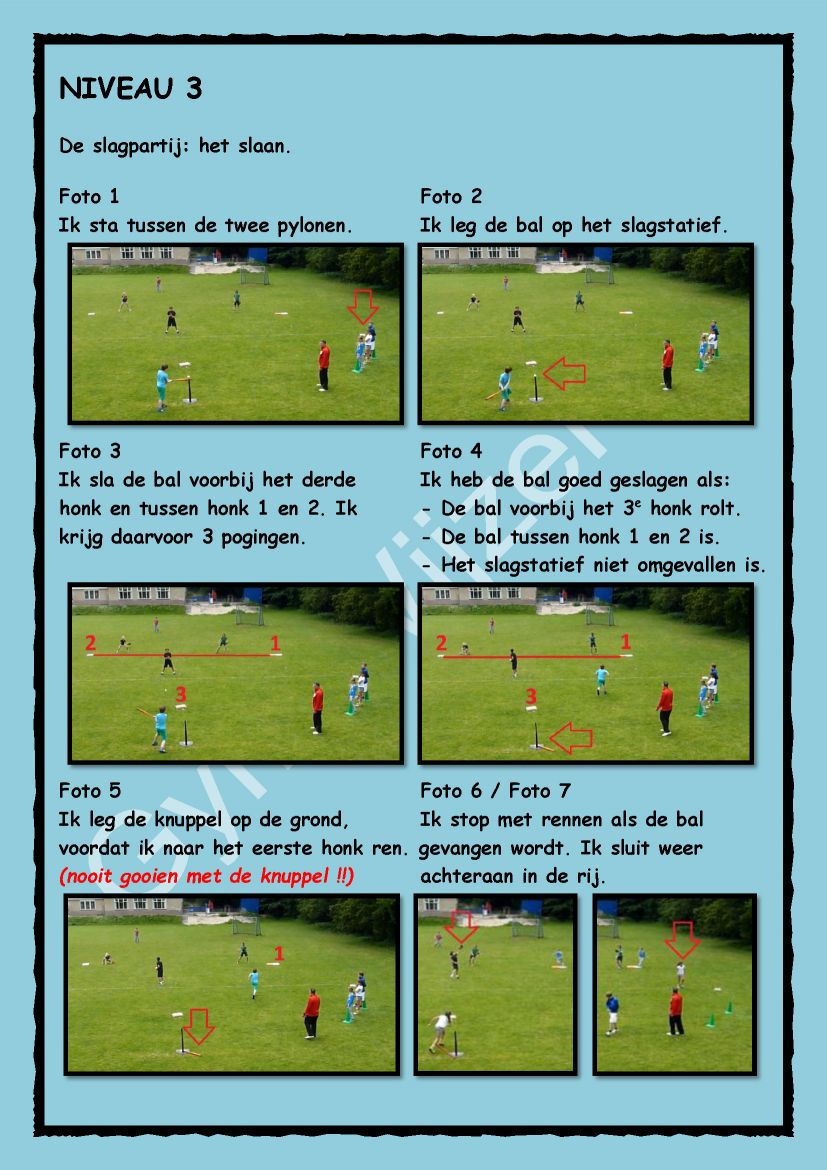 NIVEAU 3
De slagpartij: het slaan.
Foto 1
Ik sta tussen de twee pylonen.
Foto 2
Ik leg de bal op het slagstatief.
Foto 3
Ik sla de bal voorbij het derde
honk en tussen honk 1 en 2. Ik
krijg daarvoor 3 pogingen.
Foto 4
Ik heb de bal goed geslagen als:
- De bal voorbij het 3e honk rolt.
- De bal tussen honk 1 en 2 is.
- Het slagstatief niet omgevallen is.
2 1
3
2 1
3
Foto 5
Ik leg de knuppel op de grond,
voordat ik naar het eerste honk ren.
(nooit gooien met de knuppel !!)
Foto 6 / Foto 7
Ik stop met rennen als de bal
gevangen wordt. Ik sluit weer
achteraan in de rij.
1